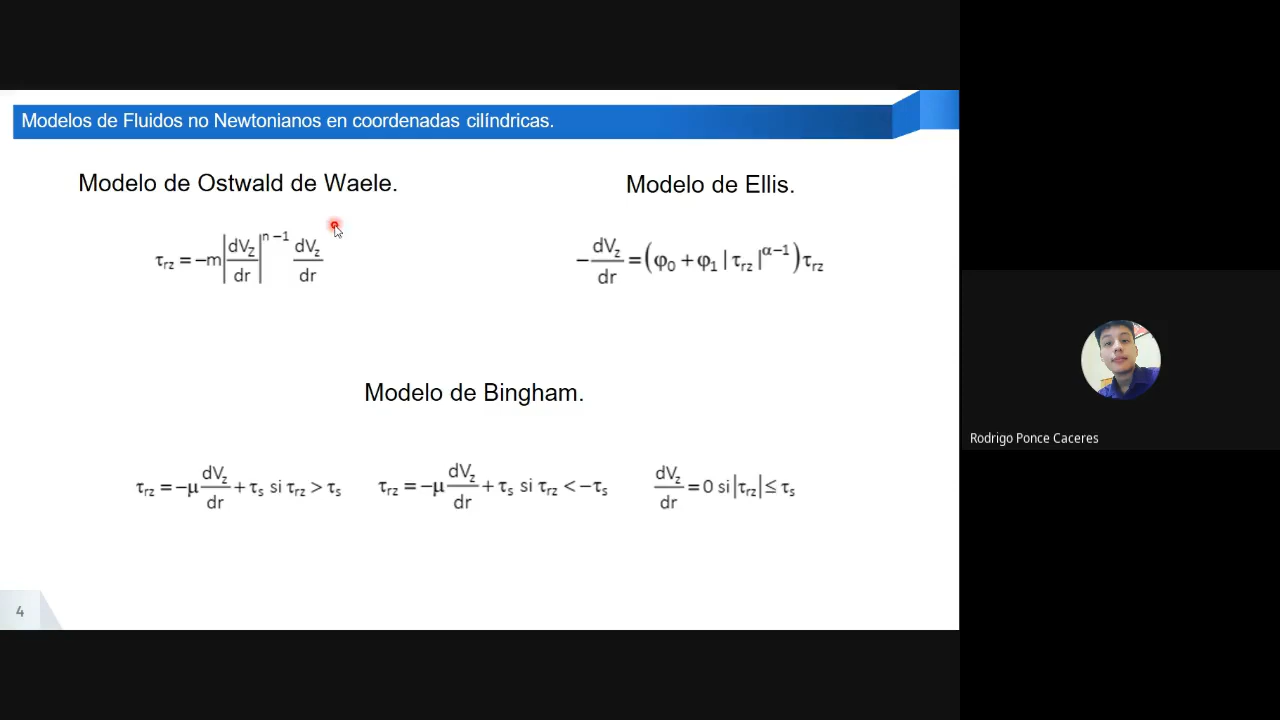 Modelos de Fluidos no Newtonianos en coordenadas cilíndricas.
Modelo de Ostwald de Waele.
Modelo de Ellis.
τrz = −m|dVz/dr|^(n−1) dVz/dr
−dVz/dr = (φ0 + φ1 |τrz|^(α−1))τrz
Modelo de Bingham.
τrz = −μ dVz/dr + τs si τrz > τs
τrz = −μ dVz/dr + τs si τrz < −τs
dVz/dr = 0 si |τrz| ≤ τs
Rodrigo Ponce Caceres
4